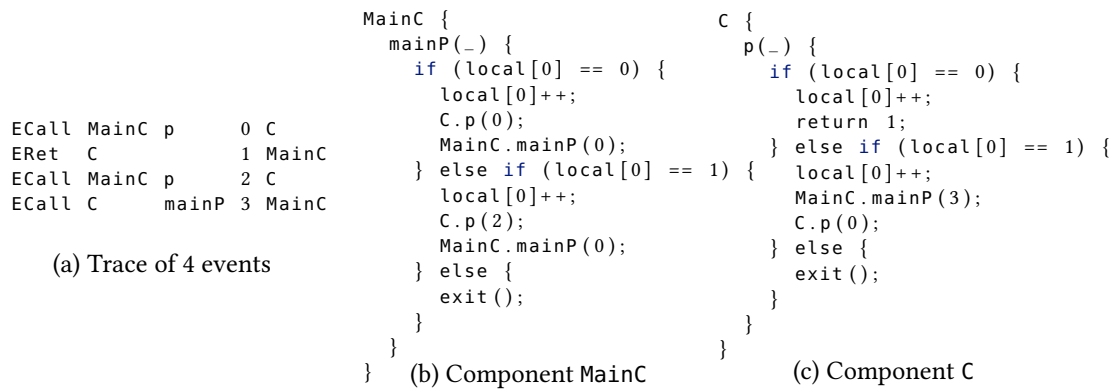 ECall MainC p 0 C
ERet C 1 MainC
ECall MainC p 2 C
ECall C mainP 3 MainC
(a) Trace of 4 events
MainC {
mainP(_) {
if (local[0] == 0) {
local[0]++;
C.p(0);
MainC.mainP(0);
} else if (local[0] == 1) {
local[0]++;
C.p(2);
MainC.mainP(0);
} else {
exit();
}
}
}
(b) Component MainC
C {
p(_) {
if (local[0] == 0) {
local[0]++;
return 1;
} else if (local[0] == 1) {
local[0]++;
MainC.mainP(3);
C.p(0);
} else {
exit();
}
}
}
(c) Component C